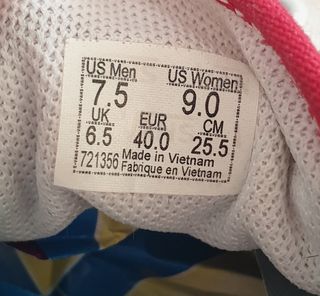 US Men US Women
7.5 9.0
UK EUR CM
6.5 40.0 25.5
721356 Made in Vietnam
Fabrique en Vietnam